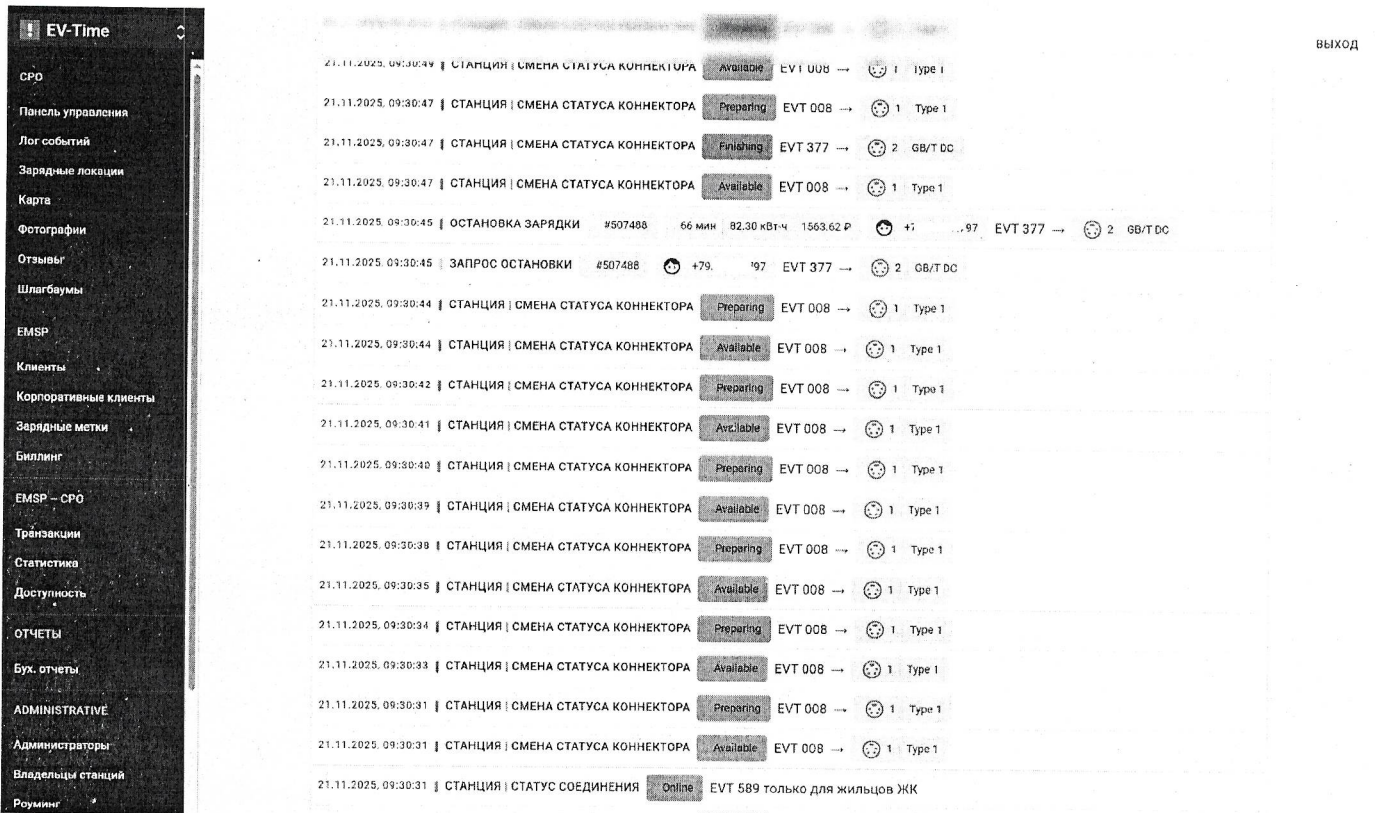 EV-Time
CPO
Панель управления
Лог событий
Зарядные локации
Карта
Фотографии
Отзывы
Шлагбаумы
EMSP
Клиенты
Корпоративные клиенты
Зарядные метки
Биллинг
EMSP – CPO
Транзакции
Статистика
Доступность
ОТЧЕТЫ
Бух. отчеты
ADMINISTRATIVE
Администраторы
Владельцы станций
Роуминг
ВЫХОД
21.11.2025, 09:30:49 СТАНЦИЯ | СМЕНА СТАТУСА КОННЕКТОРА Available EVT 008 → 1 Type 1
21.11.2025, 09:30:47 СТАНЦИЯ | СМЕНА СТАТУСА КОННЕКТОРА Preparing EVT 008 → 1 Type 1
21.11.2025, 09:30:47 СТАНЦИЯ | СМЕНА СТАТУСА КОННЕКТОРА Finishing EVT 377 → 2 GB/T DC
21.11.2025, 09:30:47 СТАНЦИЯ | СМЕНА СТАТУСА КОННЕКТОРА Available EVT 008 → 1 Type 1
21.11.2025, 09:30:45 ОСТАНОВКА ЗАРЯДКИ #507488 66 мин 82.30 кВт·ч 1563.62 ₽ +7 97 EVT 377 → 2 GB/T DC
21.11.2025, 09:30:45 ЗАПРОС ОСТАНОВКИ #507488 +79. 97 EVT 377 → 2 GB/T DC
21.11.2025, 09:30:44 СТАНЦИЯ | СМЕНА СТАТУСА КОННЕКТОРА Preparing EVT 008 → 1 Type 1
21.11.2025, 09:30:44 СТАНЦИЯ | СМЕНА СТАТУСА КОННЕКТОРА Available EVT 008 → 1 Type 1
21.11.2025, 09:30:42 СТАНЦИЯ | СМЕНА СТАТУСА КОННЕКТОРА Preparing EVT 008 → 1 Type 1
21.11.2025, 09:30:41 СТАНЦИЯ | СМЕНА СТАТУСА КОННЕКТОРА Available EVT 008 → 1 Type 1
21.11.2025, 09:30:40 СТАНЦИЯ | СМЕНА СТАТУСА КОННЕКТОРА Preparing EVT 008 → 1 Type 1
21.11.2025, 09:30:39 СТАНЦИЯ | СМЕНА СТАТУСА КОННЕКТОРА Available EVT 008 → 1 Type 1
21.11.2025, 09:30:38 СТАНЦИЯ | СМЕНА СТАТУСА КОННЕКТОРА Preparing EVT 008 → 1 Type 1
21.11.2025, 09:30:35 СТАНЦИЯ | СМЕНА СТАТУСА КОННЕКТОРА Available EVT 008 → 1 Type 1
21.11.2025, 09:30:34 СТАНЦИЯ | СМЕНА СТАТУСА КОННЕКТОРА Preparing EVT 008 → 1 Type 1
21.11.2025, 09:30:33 СТАНЦИЯ | СМЕНА СТАТУСА КОННЕКТОРА Available EVT 008 → 1 Type 1
21.11.2025, 09:30:31 СТАНЦИЯ | СМЕНА СТАТУСА КОННЕКТОРА Preparing EVT 008 → 1 Type 1
21.11.2025, 09:30:31 СТАНЦИЯ | СМЕНА СТАТУСА КОННЕКТОРА Available EVT 008 → 1 Type 1
21.11.2025, 09:30:31 СТАНЦИЯ | СТАТУС СОЕДИНЕНИЯ Online EVT 589 только для жильцов ЖК